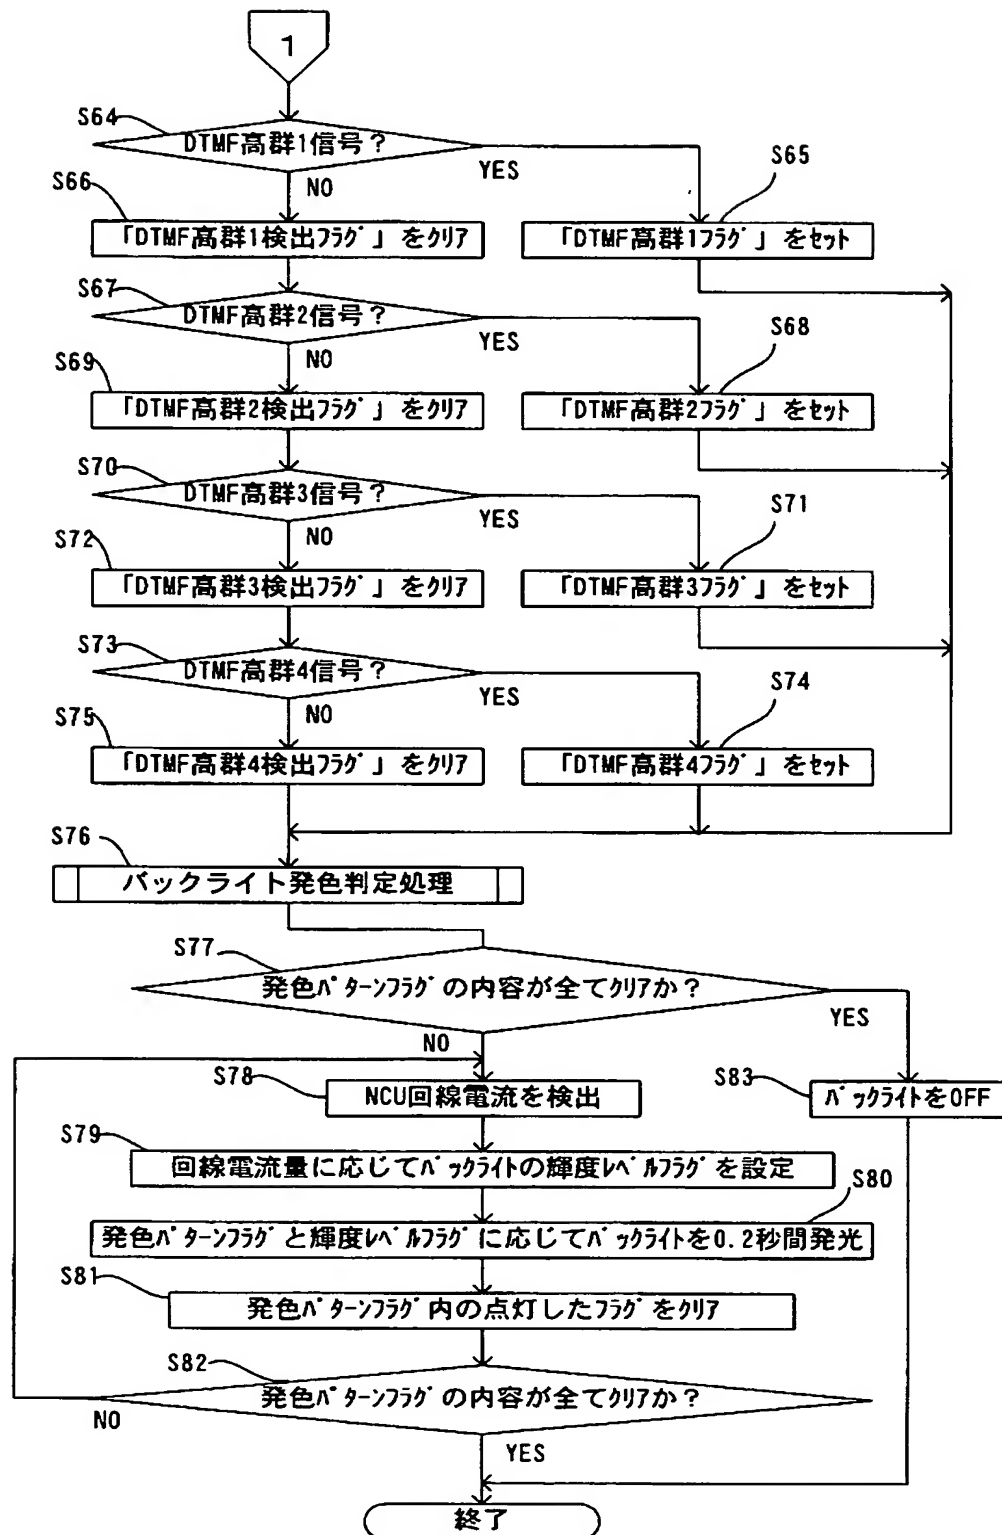 1
S64
DTMF高群1信号?
YES
NO
S65
S66
「DTMF高群1検出ﾌﾗｸﾞ」をｸﾘｱ
「DTMF高群1ﾌﾗｸﾞ」をｾｯﾄ
S67
DTMF高群2信号?
YES
NO
S68
S69
「DTMF高群2検出ﾌﾗｸﾞ」をｸﾘｱ
「DTMF高群2ﾌﾗｸﾞ」をｾｯﾄ
S70
DTMF高群3信号?
YES
NO
S71
S72
「DTMF高群3検出ﾌﾗｸﾞ」をｸﾘｱ
「DTMF高群3ﾌﾗｸﾞ」をｾｯﾄ
S73
DTMF高群4信号?
YES
NO
S74
S75
「DTMF高群4検出ﾌﾗｸﾞ」をｸﾘｱ
「DTMF高群4ﾌﾗｸﾞ」をｾｯﾄ
S76
バックライト発色判定処理
S77
発色ﾊﾟﾀｰﾝﾌﾗｸﾞの内容が全てｸﾘｱか?
YES
NO
S78
NCU回線電流を検出
S83
ﾊﾞｯｸﾗｲﾄをOFF
S79
回線電流量に応じてﾊﾞｯｸﾗｲﾄの輝度ﾚﾍﾞﾙﾌﾗｸﾞを設定
S80
発色ﾊﾟﾀｰﾝﾌﾗｸﾞと輝度ﾚﾍﾞﾙﾌﾗｸﾞに応じてﾊﾞｯｸﾗｲﾄを0.2秒間発光
S81
発色ﾊﾟﾀｰﾝﾌﾗｸﾞ内の点灯したﾌﾗｸﾞをｸﾘｱ
S82
発色ﾊﾟﾀｰﾝﾌﾗｸﾞの内容が全てｸﾘｱか?
NO
YES
終了